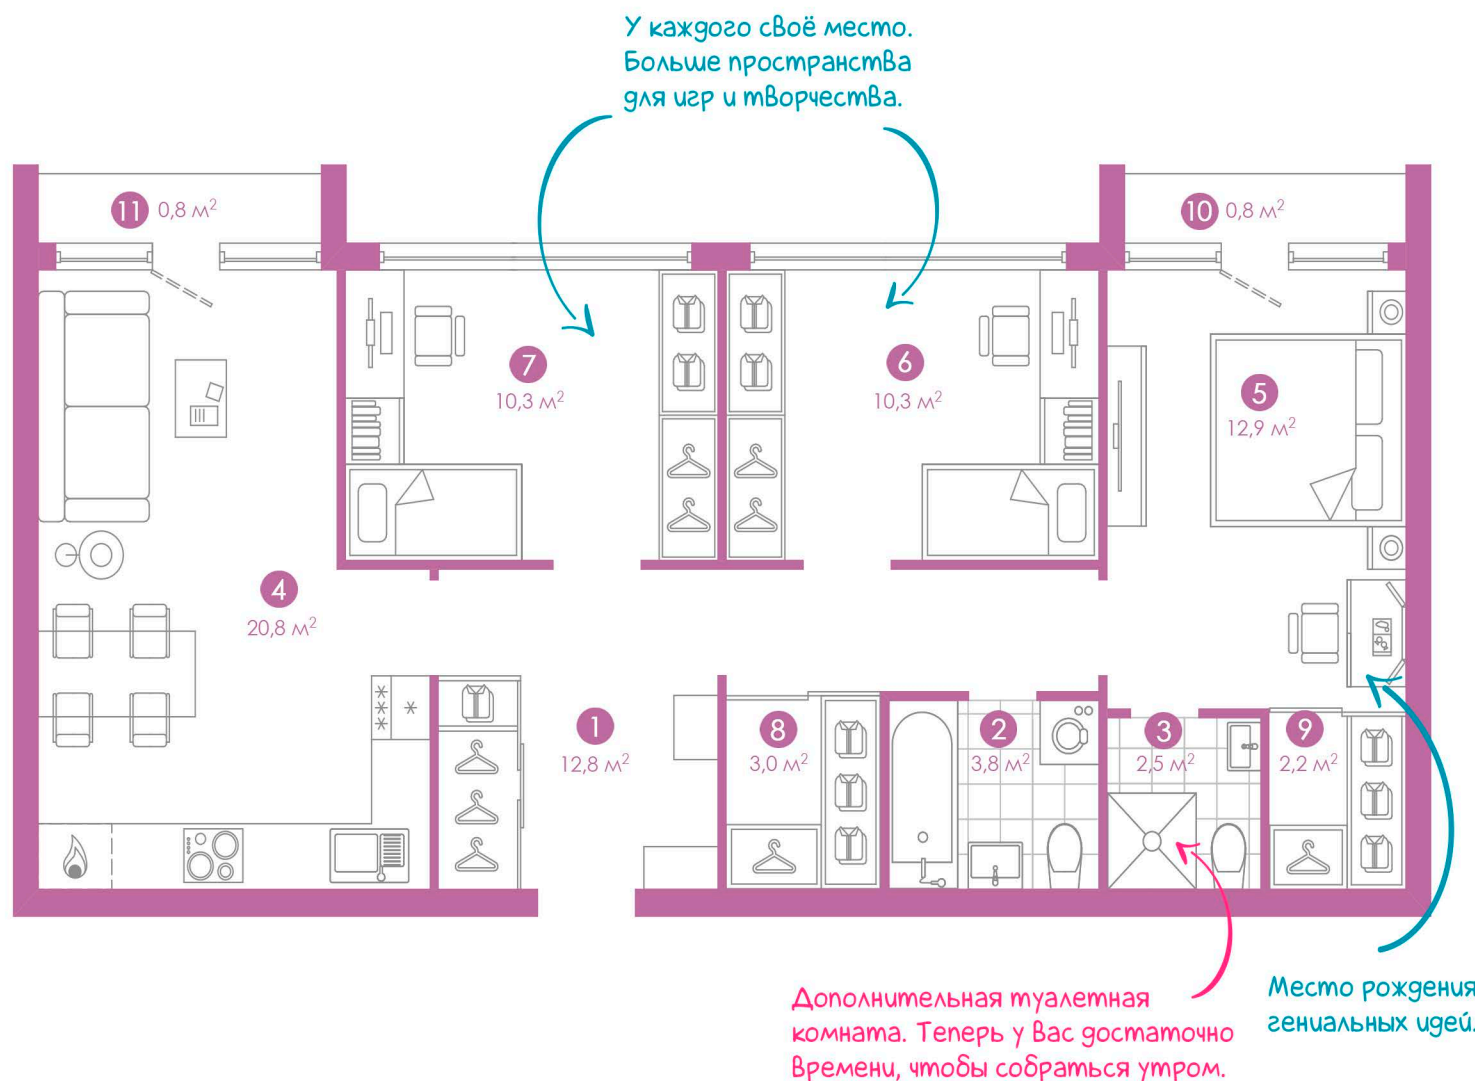 У каждого своё место.
Больше пространства
для игр и творчества.
11 0,8 м²
10 0,8 м²
7
10,3 м²
6
10,3 м²
5
12,9 м²
4
20,8 м²
1
12,8 м²
8
3,0 м²
2
3,8 м²
3
2,5 м²
9
2,2 м²
Дополнительная туалетная
комната. Теперь у Вас достаточно
времени, чтобы собраться утром.
Место рождения
гениальных идей.